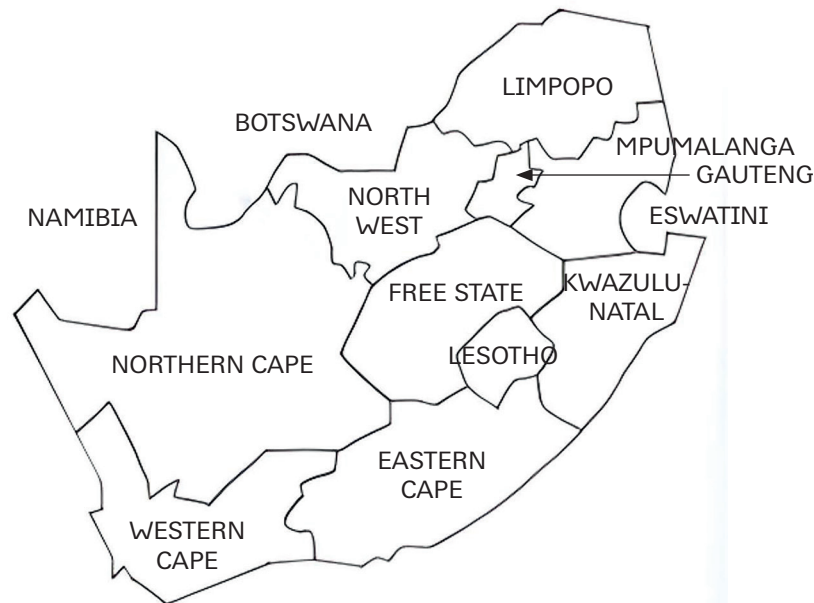 LIMPOPO
BOTSWANA
MPUMALANGA
GAUTENG
NORTH
WEST
NAMIBIA
ESWATINI
FREE STATE
KWAZULU-
NATAL
LESOTHO
NORTHERN CAPE
EASTERN
CAPE
WESTERN
CAPE